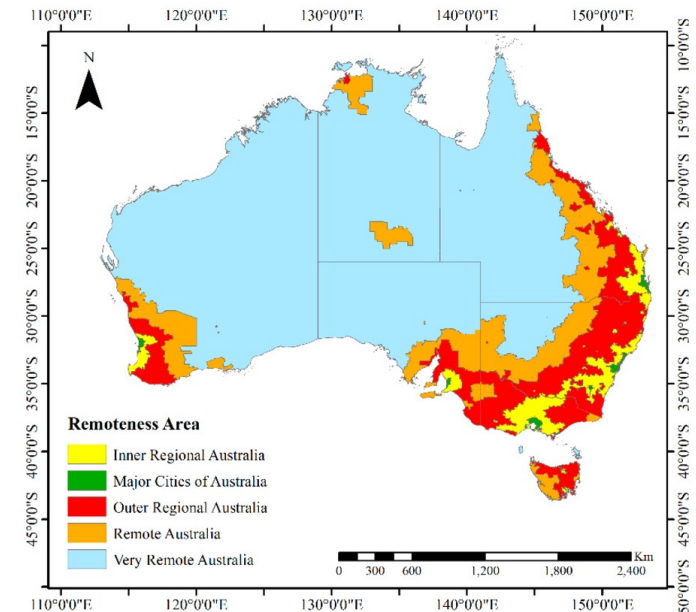 110°0'0"E 120°0'0"E 130°0'0"E 140°0'0"E 150°0'0"E
N
10°0'0"S
15°0'0"S
15°0'0"S
20°0'0"S
20°0'0"S
25°0'0"S
25°0'0"S
30°0'0"S
30°0'0"S
35°0'0"S
35°0'0"S
40°0'0"S
40°0'0"S
45°0'0"S
45°0'0"S
50°0'0"S
Remoteness Area
Inner Regional Australia
Major Cities of Australia
Outer Regional Australia
Remote Australia
Very Remote Australia
Km
0 300 600 1,200 1,800 2,400
110°0'0"E 120°0'0"E 130°0'0"E 140°0'0"E 150°0'0"E